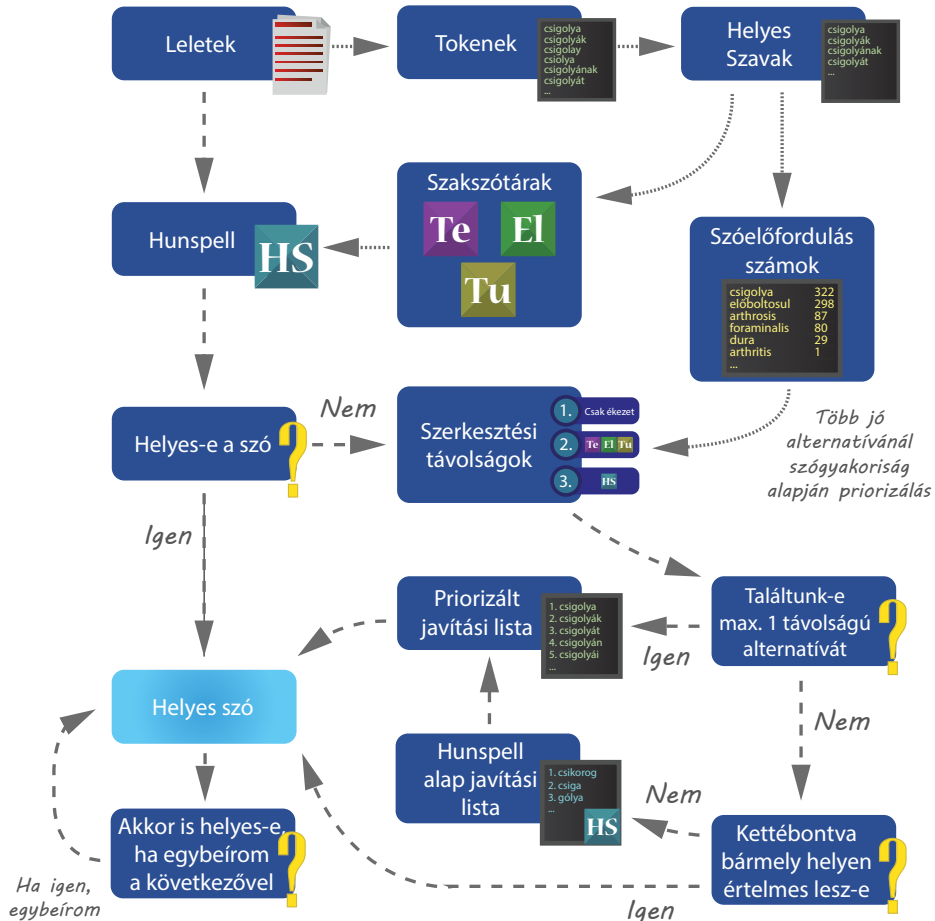 Leletek
Tokenek
csigolya
csigolyák
csigolay
csiolya
csigolyának
csigolyát
...
Helyes
Szavak
csigolya
csigolyák
csigolyának
csigolyát
...
Hunspell
HS
Szakszótárak
Te
El
Tu
Szóelőfordulás
számok
csigolva 322
előboltosul 298
arthrosis 87
foraminalis 80
dura 29
arthritis 1
...
Helyes-e a szó
Nem
Szerkesztési
távolságok
1. Csak ékezet
2. Te El Tu
3. HS
Több jó
alternatívánál
szógyakoriság
alapján priorizálás
Igen
Priorizált
javítási lista
1. csigolya
2. csigolyák
3. csigolyát
4. csigolyán
5. csigolyái
...
Igen
Találtunk-e
max. 1 távolságú
alternatívát
Helyes szó
Nem
Hunspell
alap javítási
lista
1. csikorog
2. csiga
3. gólya
...
HS
Nem
Akkor is helyes-e,
ha egybeírom
a következővel
Kettébontva
bármely helyen
értelmes lesz-e
Ha igen,
egybeírom
Igen